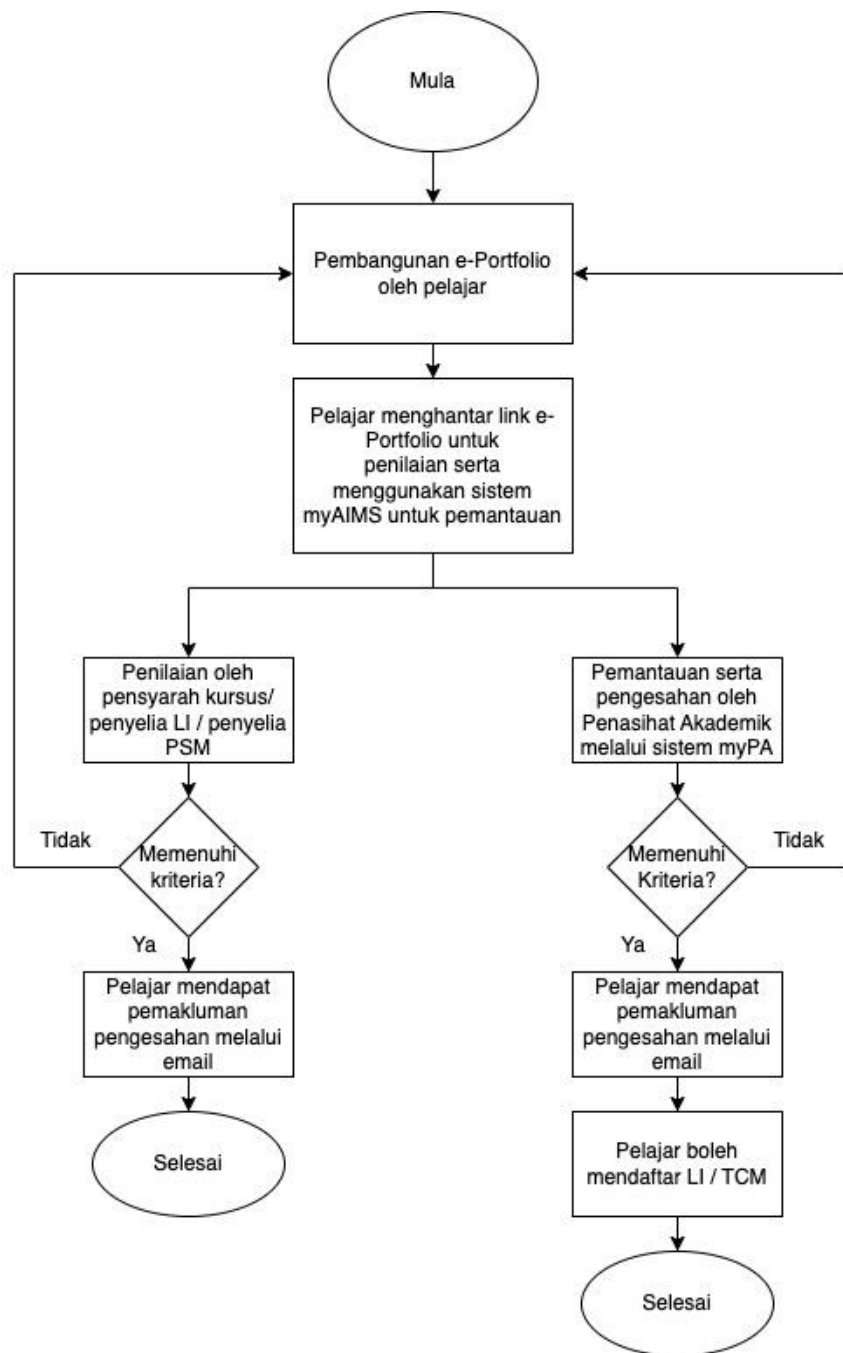 Mula
Pembangunan e-Portfolio
oleh pelajar
Pelajar menghantar link e-
Portfolio untuk
penilaian serta
menggunakan sistem
myAIMS untuk pemantauan
Penilaian oleh
pensyarah kursus/
penyelia LI / penyelia
PSM
Pemantauan serta
pengesahan oleh
Penasihat Akademik
melalui sistem myPA
Tidak
Memenuhi
kriteria?
Memenuhi
Kriteria?
Tidak
Ya
Ya
Pelajar mendapat
pemakluman
pengesahan melalui
email
Pelajar mendapat
pemakluman
pengesahan melalui
email
Selesai
Pelajar boleh
mendaftar LI / TCM
Selesai